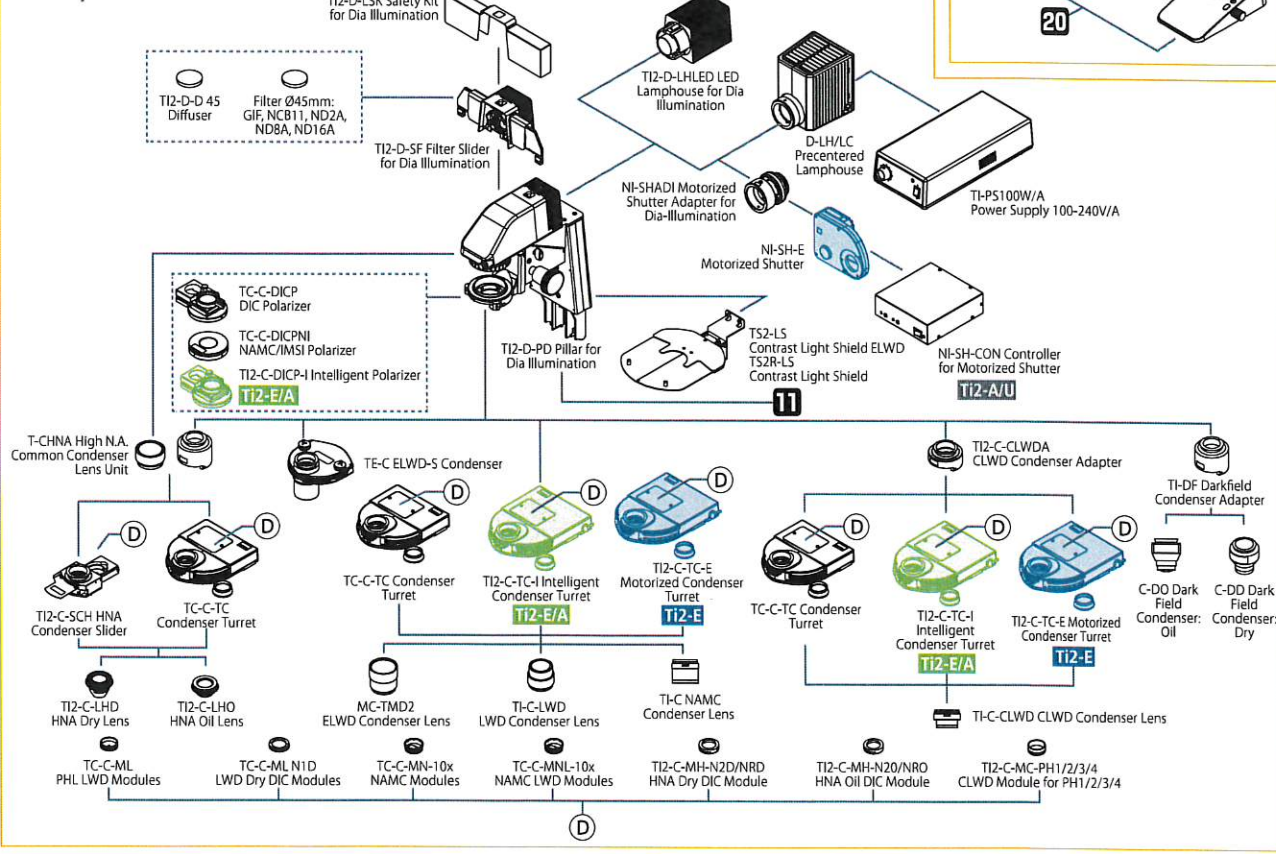 TI2-D-LSK Safety Kit
for Dia Illumination
20
TI2-D-D 45
Diffuser
Filter Ø45mm:
GIF, NCB11, ND2A,
ND8A, ND16A
TI2-D-SF Filter Slider
for Dia Illumination
TI2-D-LHLED LED
Lamphouse for Dia
Illumination
D-LH/LC
Precentered
Lamphouse
TI-PS100W/A
Power Supply 100-240V/A
NI-SHADI Motorized
Shutter Adapter for
Dia-Illumination
NI-SH-E
Motorized Shutter
NI-SH-CON Controller
for Motorized Shutter
Ti2-A/U
TC-C-DICP
DIC Polarizer
TC-C-DICPNI
NAMC/IMSI Polarizer
TI2-C-DICP-I Intelligent Polarizer
Ti2-E/A
TI2-D-PD Pillar for
Dia Illumination
TS2-LS
Contrast Light Shield ELWD
TS2R-LS
Contrast Light Shield
11
T-CHNA High N.A.
Common Condenser
Lens Unit
TE-C ELWD-S Condenser
TI2-C-CLWDA
CLWD Condenser Adapter
TI-DF Darkfield
Condenser Adapter
D
D
D
D
D
D
D
D
TI2-C-SCH HNA
Condenser Slider
TC-C-TC
Condenser Turret
TC-C-TC Condenser
Turret
TI2-C-TC-I Intelligent
Condenser Turret
Ti2-E/A
TI2-C-TC-E
Motorized Condenser
Turret
Ti2-E
TC-C-TC Condenser
Turret
TI2-C-TC-I
Intelligent
Condenser Turret
Ti2-E/A
TI2-C-TC-E Motorized
Condenser Turret
Ti2-E
C-DO Dark
Field
Condenser:
Oil
C-DD Dark
Field
Condenser:
Dry
TI2-C-LHD
HNA Dry Lens
TI2-C-LHO
HNA Oil Lens
MC-TMD2
ELWD Condenser Lens
TI-C-LWD
LWD Condenser Lens
TI-C NAMC
Condenser Lens
TI-C-CLWD CLWD Condenser Lens
TC-C-ML
PHL LWD Modules
TC-C-ML N1D
LWD Dry DIC Modules
TC-C-MN-10x
NAMC Modules
TC-C-MNL-10x
NAMC LWD Modules
TI2-C-MH-N2D/NRD
HNA Dry DIC Module
TI2-C-MH-N20/NRO
HNA Oil DIC Module
TI2-C-MC-PH1/2/3/4
CLWD Module for PH1/2/3/4
D